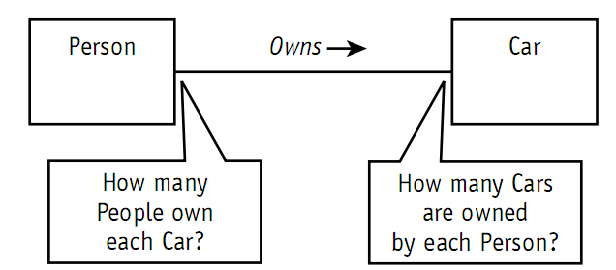 Person
Owns
Car
How many
People own
each Car?
How many Cars
are owned
by each Person?